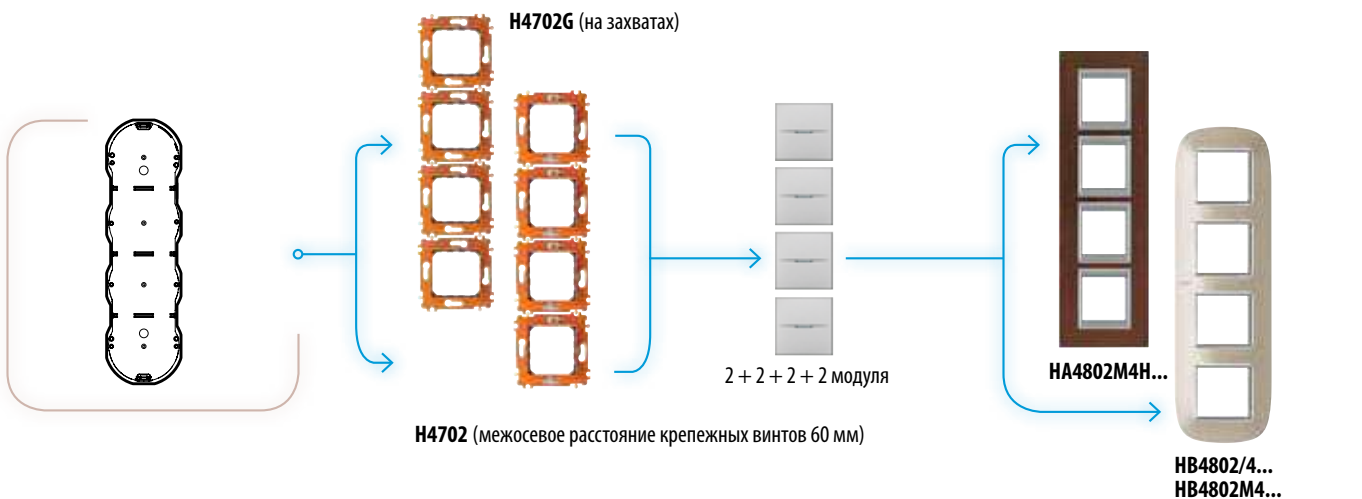 H4702G (на захватах)
2 + 2 + 2 + 2 модуля
H4702 (межосевое расстояние крепежных винтов 60 мм)
HA4802M4H...
HB4802/4...
HB4802M4...